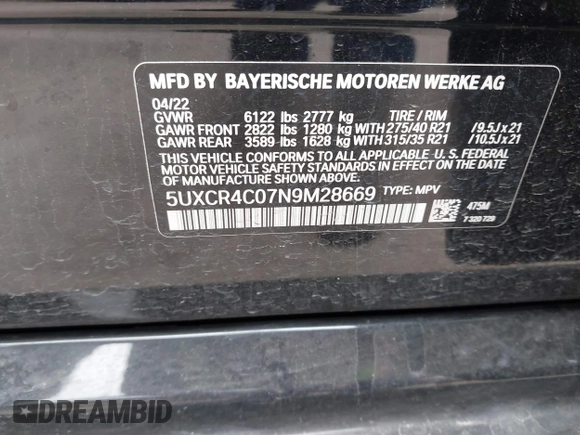 MFD BY BAYERISCHE MOTOREN WERKE AG
04/22
GVWR 6122 lbs 2777 kg TIRE / RIM
GAWR FRONT 2822 lbs 1280 kg WITH 275/40 R21 /9.5J x 21
GAWR REAR 3589 lbs 1628 kg WITH 315/35 R21 /10.5J x 21
THIS VEHICLE CONFORMS TO ALL APPLICABLE U. S. FEDERAL
MOTOR VEHICLE SAFETY STANDARDS IN EFFECT ON THE
DATE OF MANUFACTURE SHOWN ABOVE.
5UXCR4C07N9M28669 TYPE: MPV
475M
7 320 729
DREAMBID